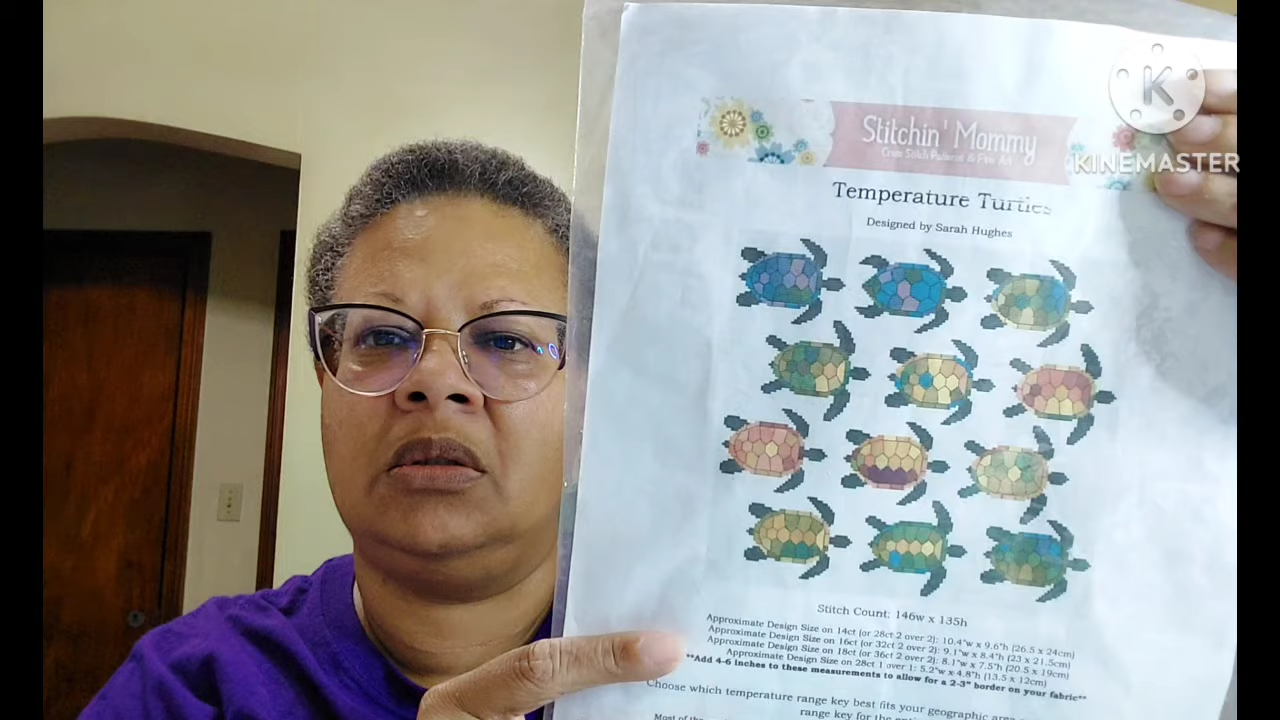 Stitchin' Mommy
Cross Stitch Patterns & Fine Art
K
KINEMASTER
Temperature Turtles
Designed by Sarah Hughes
Stitch Count: 146w x 135h
Approximate Design Size on 14ct (or 28ct 2 over 2): 10.4"w x 9.6"h (26.5 x 24cm)
Approximate Design Size on 16ct (or 32ct 2 over 2): 9.1"w x 8.4"h (23 x 21.5cm)
Approximate Design Size on 18ct (or 36ct 2 over 2): 8.1"w x 7.5"h (20.5 x 19cm)
Approximate Design Size on 28ct 1 over 1: 5.2"w x 4.8"h (13.5 x 12cm)
**Add 4-6 inches to these measurements to allow for a 2-3" border on your fabric**
Choose which temperature range key best fits your geographic area
range key for the
Most of the